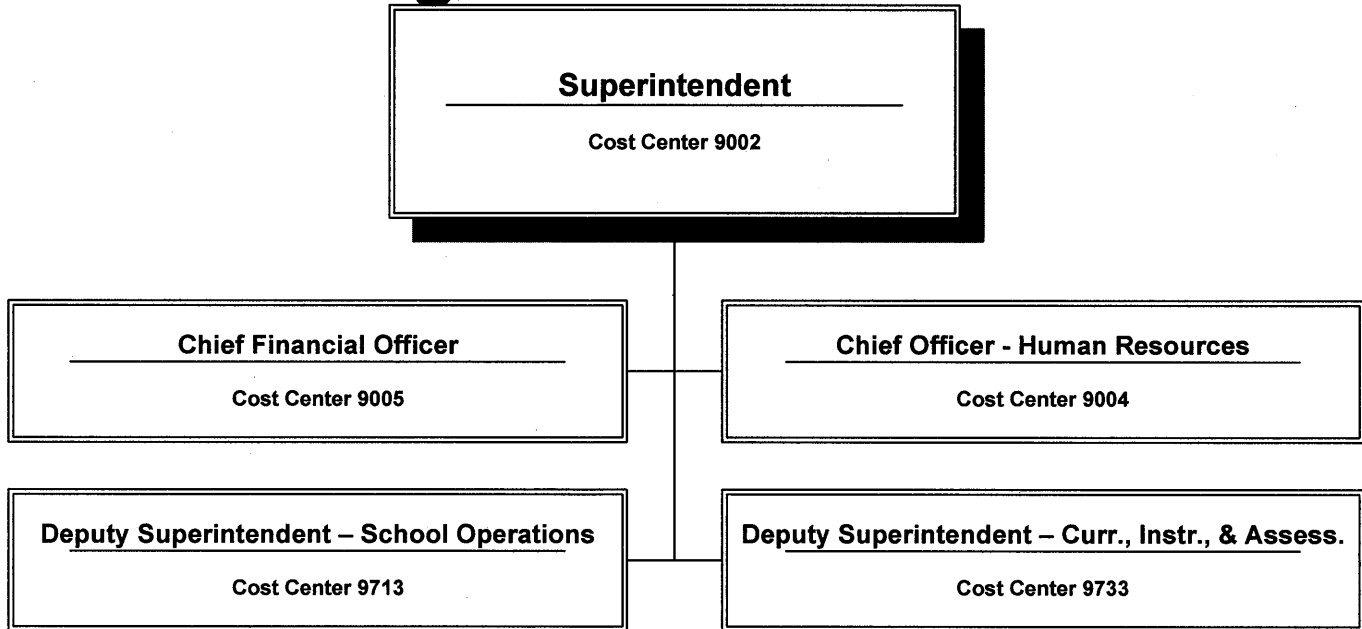 Superintendent
Cost Center 9002
Chief Financial Officer
Cost Center 9005
Chief Officer - Human Resources
Cost Center 9004
Deputy Superintendent – School Operations
Cost Center 9713
Deputy Superintendent – Curr., Instr., & Assess.
Cost Center 9733